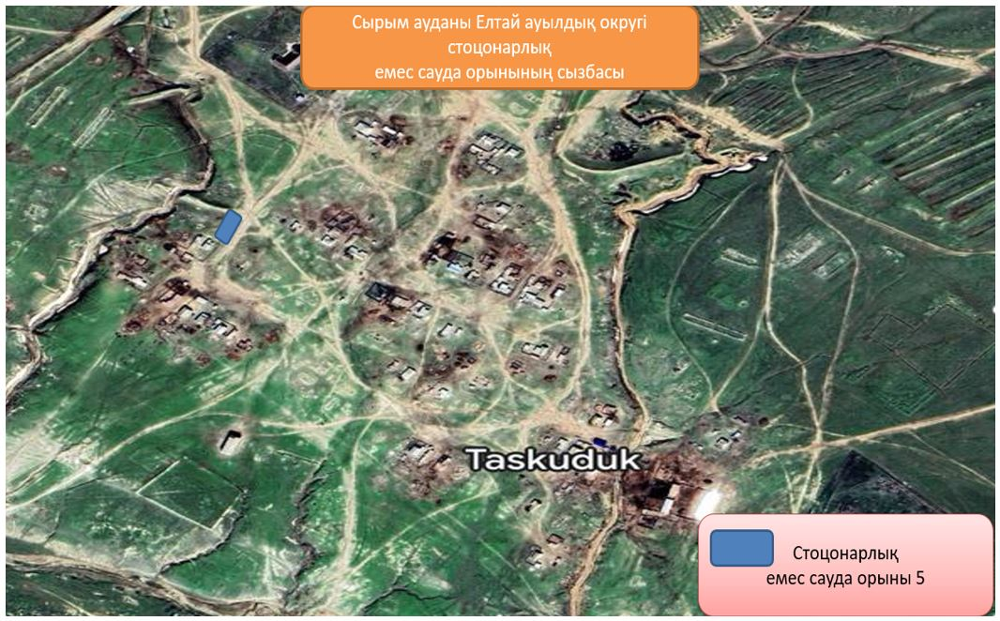 Сырым ауданы Елтай ауылдық округі
стоцонарлық
емес сауда орынының сызбасы
Taskuduk
Стоцонарлық
емес сауда орыны 5